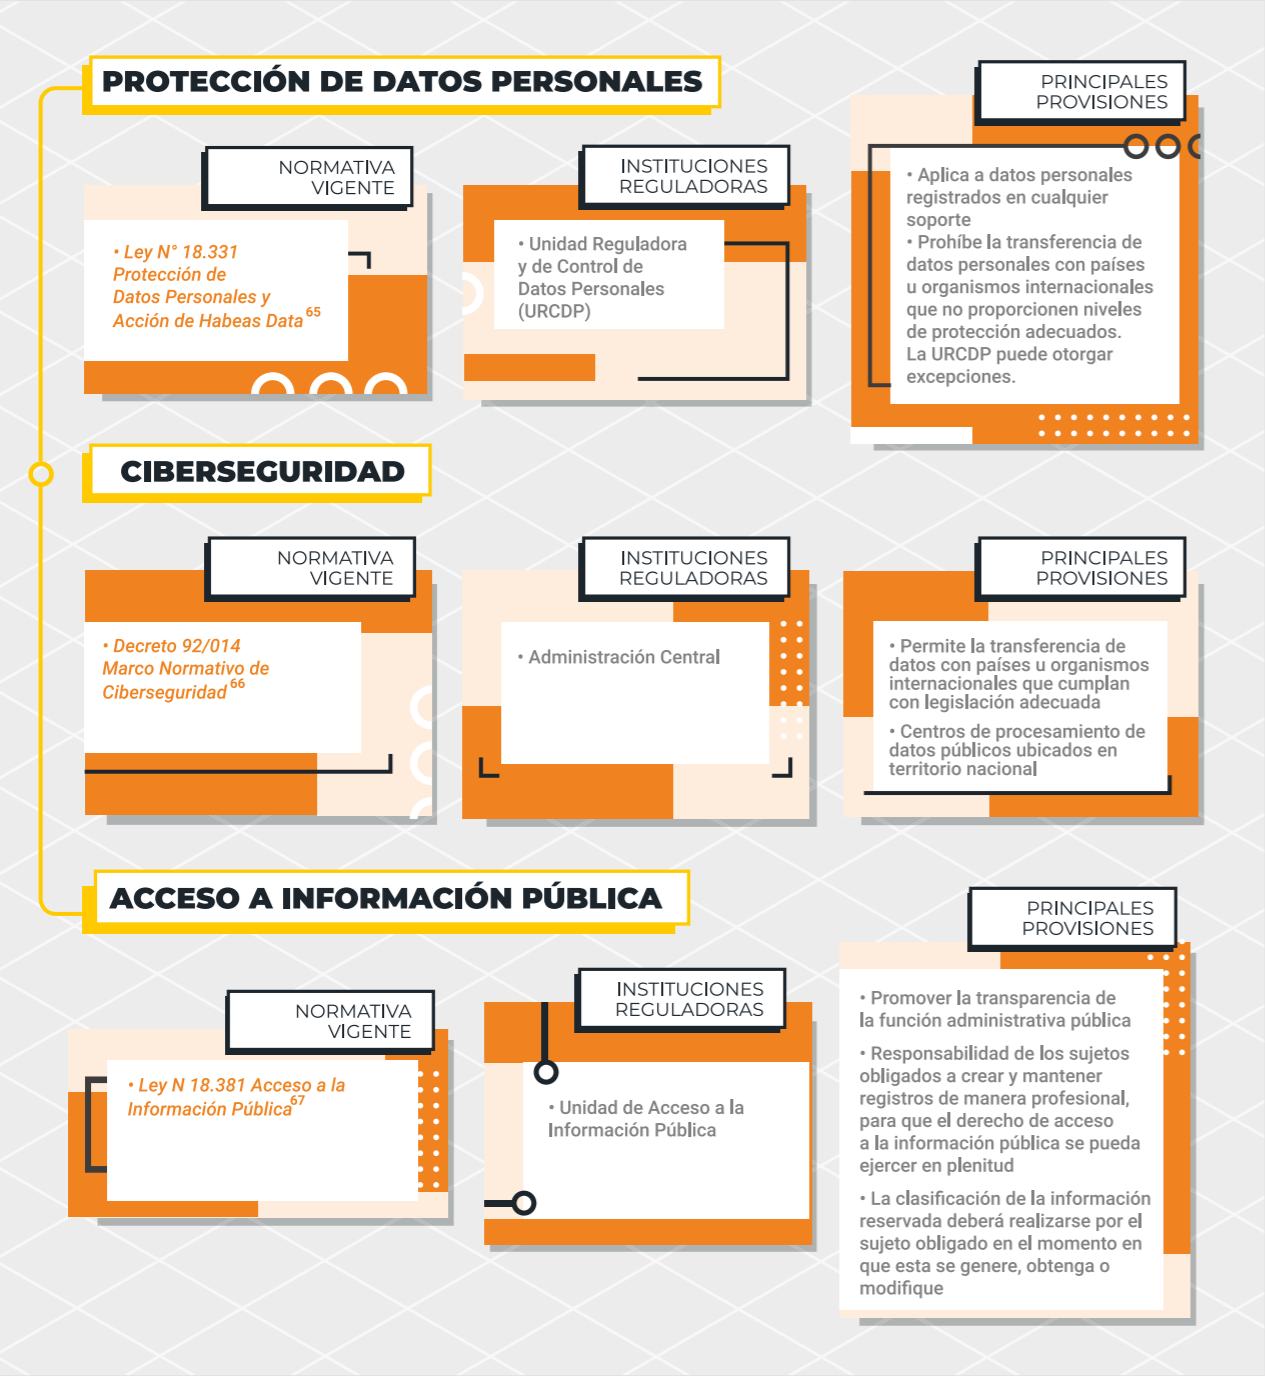 PROTECCIÓN DE DATOS PERSONALES
NORMATIVA
VIGENTE
• Ley N° 18.331
Protección de
Datos Personales y
Acción de Habeas Data 65
INSTITUCIONES
REGULADORAS
• Unidad Reguladora
y de Control de
Datos Personales
(URCDP)
PRINCIPALES
PROVISIONES
• Aplica a datos personales
registrados en cualquier
soporte
• Prohíbe la transferencia de
datos personales con países
u organismos internacionales
que no proporcionen niveles
de protección adecuados.
La URCDP puede otorgar
excepciones.
CIBERSEGURIDAD
NORMATIVA
VIGENTE
• Decreto 92/014
Marco Normativo de
Ciberseguridad 66
INSTITUCIONES
REGULADORAS
• Administración Central
PRINCIPALES
PROVISIONES
• Permite la transferencia de
datos con países u organismos
internacionales que cumplan
con legislación adecuada
• Centros de procesamiento de
datos públicos ubicados en
territorio nacional
ACCESO A INFORMACIÓN PÚBLICA
NORMATIVA
VIGENTE
• Ley N 18.381 Acceso a la
Información Pública 67
INSTITUCIONES
REGULADORAS
• Unidad de Acceso a la
Información Pública
PRINCIPALES
PROVISIONES
• Promover la transparencia de
la función administrativa pública
• Responsabilidad de los sujetos
obligados a crear y mantener
registros de manera profesional,
para que el derecho de acceso
a la información pública se pueda
ejercer en plenitud
• La clasificación de la información
reservada deberá realizarse por el
sujeto obligado en el momento en
que esta se genere, obtenga o
modifique